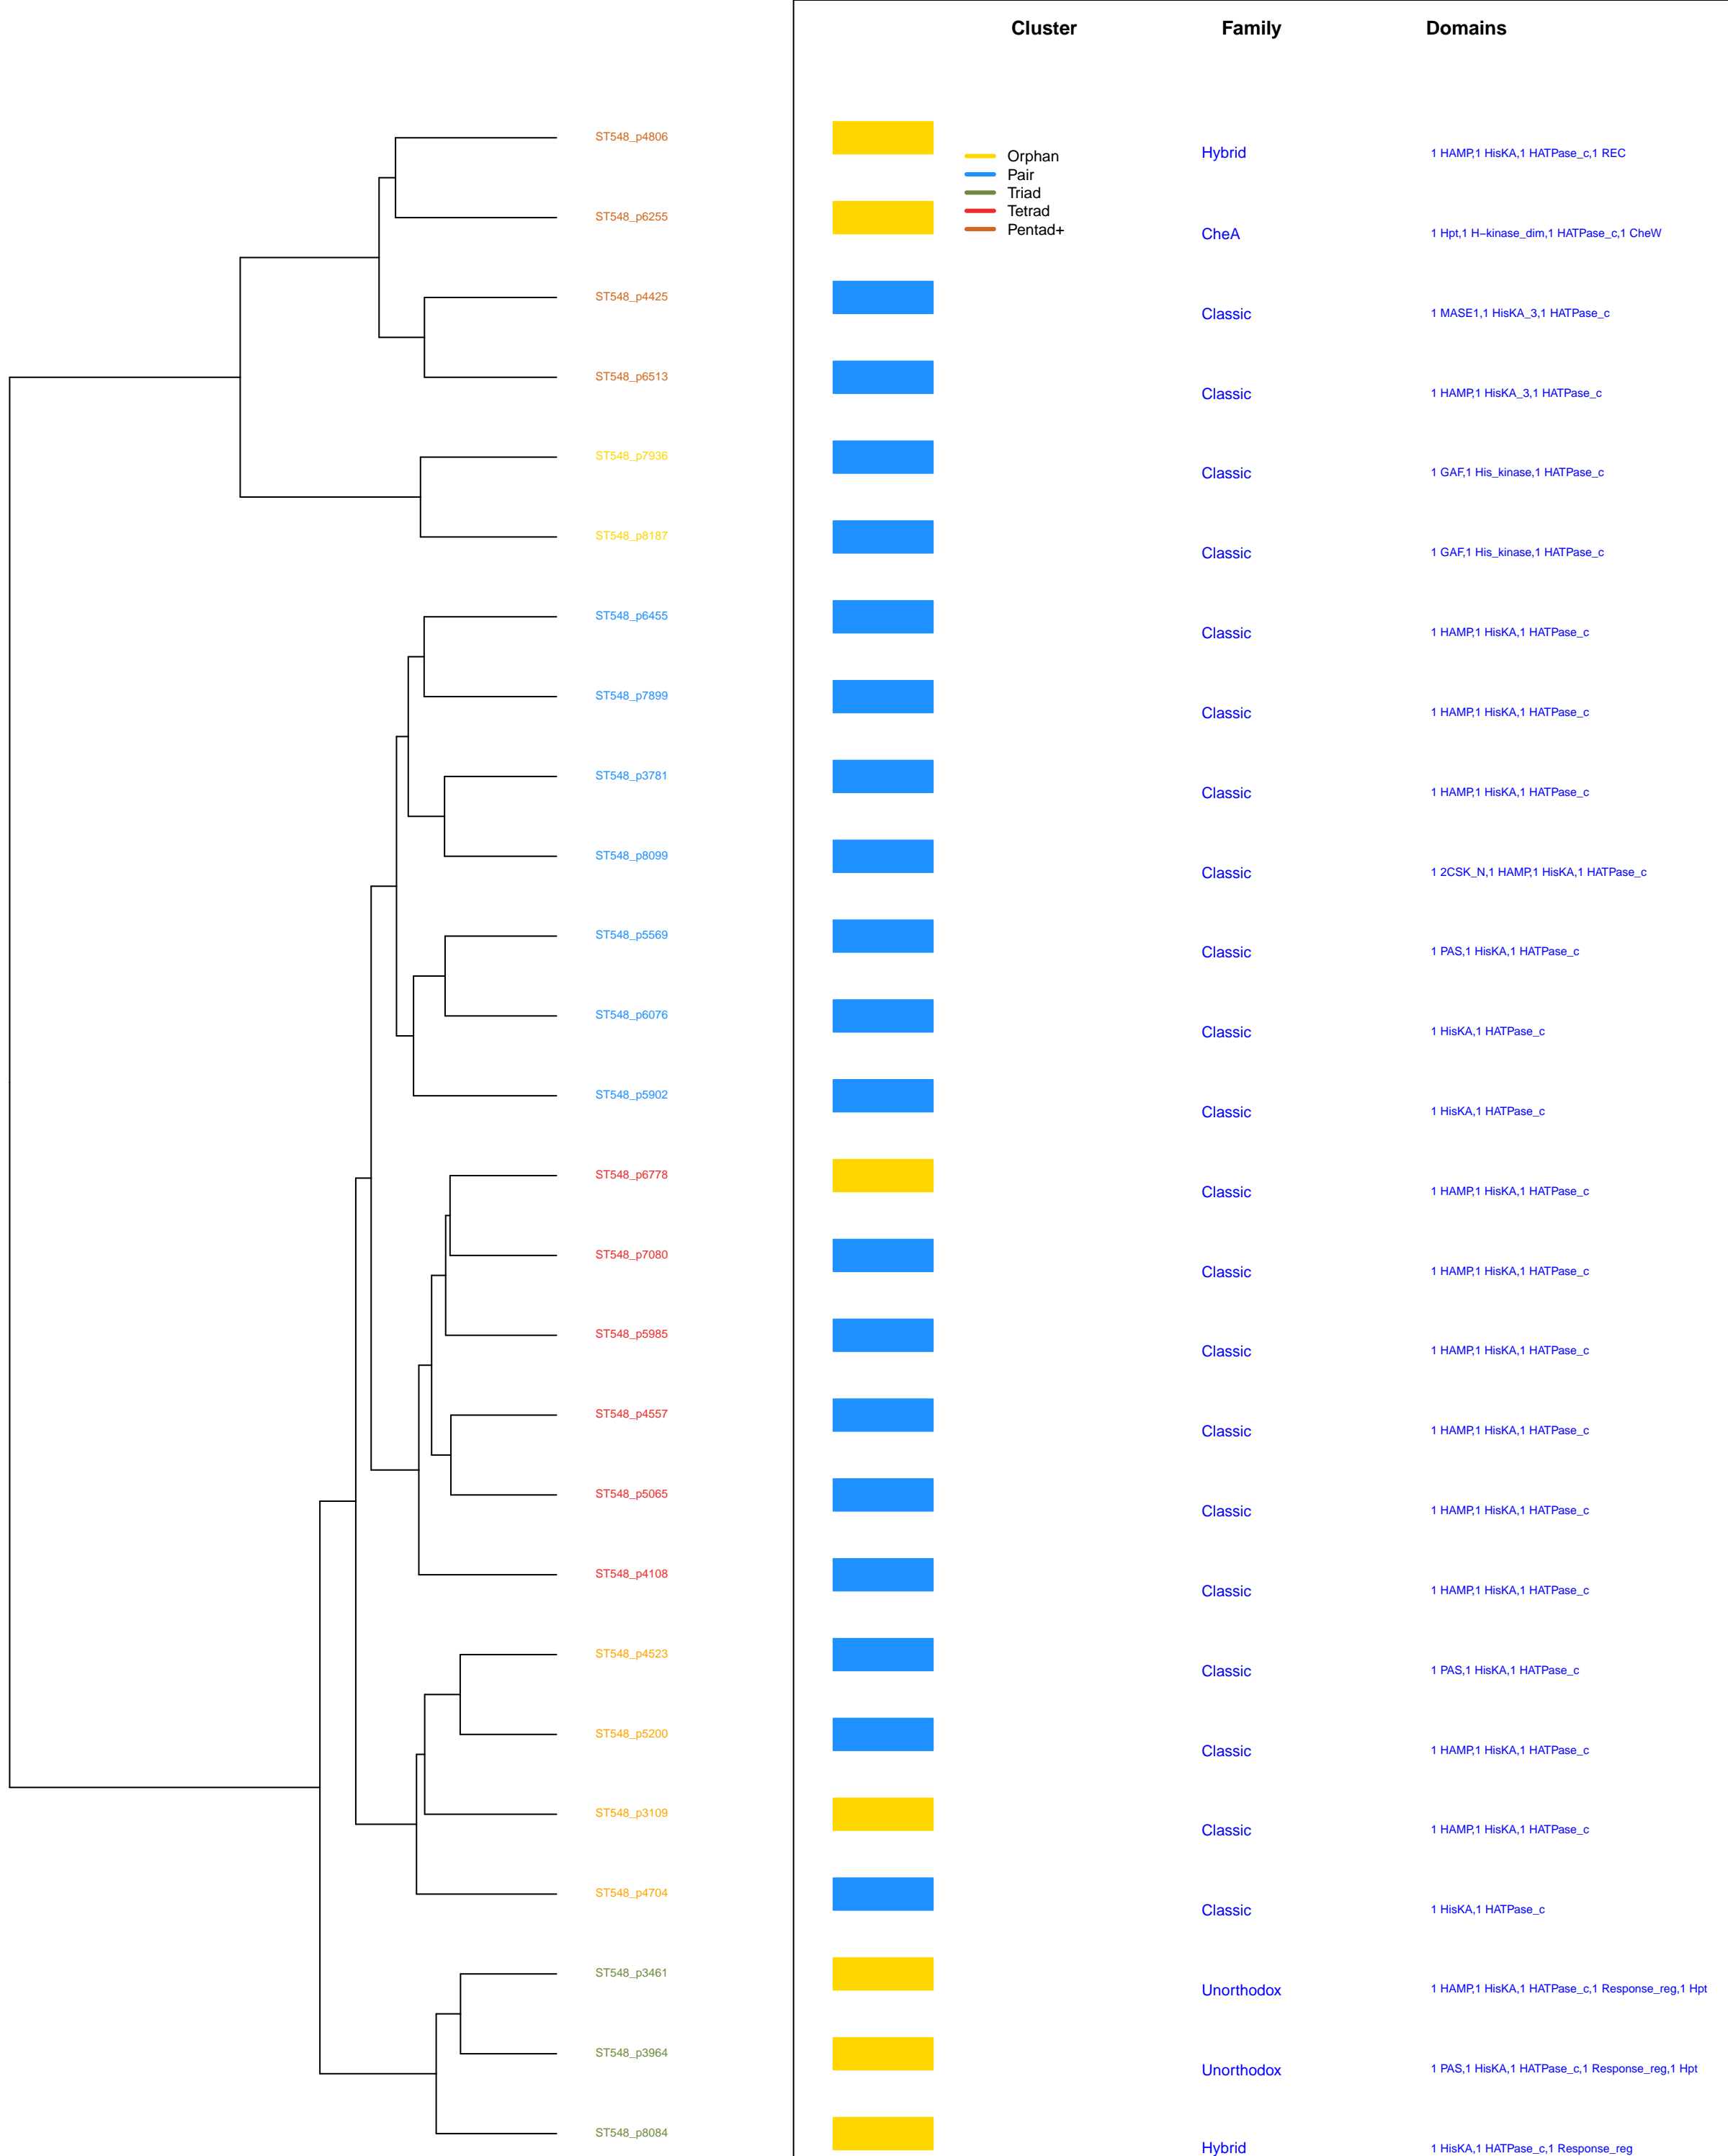 Cluster Family Domains
ST548_p4806
Orphan
Hybrid 1 HAMP,1 HisKA,1 HATPase_c,1 REC
Pair
Triad
Tetrad
ST548_p6255
Pentad+
CheA 1 Hpt,1 H−kinase_dim,1 HATPase_c,1 CheW
ST548_p4425
Classic 1 MASE1,1 HisKA_3,1 HATPase_c
ST548_p6513
Classic 1 HAMP,1 HisKA_3,1 HATPase_c
ST548_p7936
Classic 1 GAF,1 His_kinase,1 HATPase_c
ST548_p8187
Classic 1 GAF,1 His_kinase,1 HATPase_c
ST548_p6455
Classic 1 HAMP,1 HisKA,1 HATPase_c
ST548_p7899
Classic 1 HAMP,1 HisKA,1 HATPase_c
ST548_p3781
Classic 1 HAMP,1 HisKA,1 HATPase_c
ST548_p8099
Classic 1 2CSK_N,1 HAMP,1 HisKA,1 HATPase_c
ST548_p5569
Classic 1 PAS,1 HisKA,1 HATPase_c
ST548_p6076
Classic 1 HisKA,1 HATPase_c
ST548_p5902
Classic 1 HisKA,1 HATPase_c
ST548_p6778
Classic 1 HAMP,1 HisKA,1 HATPase_c
ST548_p7080
Classic 1 HAMP,1 HisKA,1 HATPase_c
ST548_p5985
Classic 1 HAMP,1 HisKA,1 HATPase_c
ST548_p4557
Classic 1 HAMP,1 HisKA,1 HATPase_c
ST548_p5065
Classic 1 HAMP,1 HisKA,1 HATPase_c
ST548_p4108
Classic 1 HAMP,1 HisKA,1 HATPase_c
ST548_p4523
Classic 1 PAS,1 HisKA,1 HATPase_c
ST548_p5200
Classic 1 HAMP,1 HisKA,1 HATPase_c
ST548_p3109
Classic 1 HAMP,1 HisKA,1 HATPase_c
ST548_p4704
Classic 1 HisKA,1 HATPase_c
ST548_p3461
Unorthodox 1 HAMP,1 HisKA,1 HATPase_c,1 Response_reg,1 Hpt
ST548_p3964
Unorthodox 1 PAS,1 HisKA,1 HATPase_c,1 Response_reg,1 Hpt
ST548_p8084
Hybrid 1 HisKA,1 HATPase_c,1 Response_reg